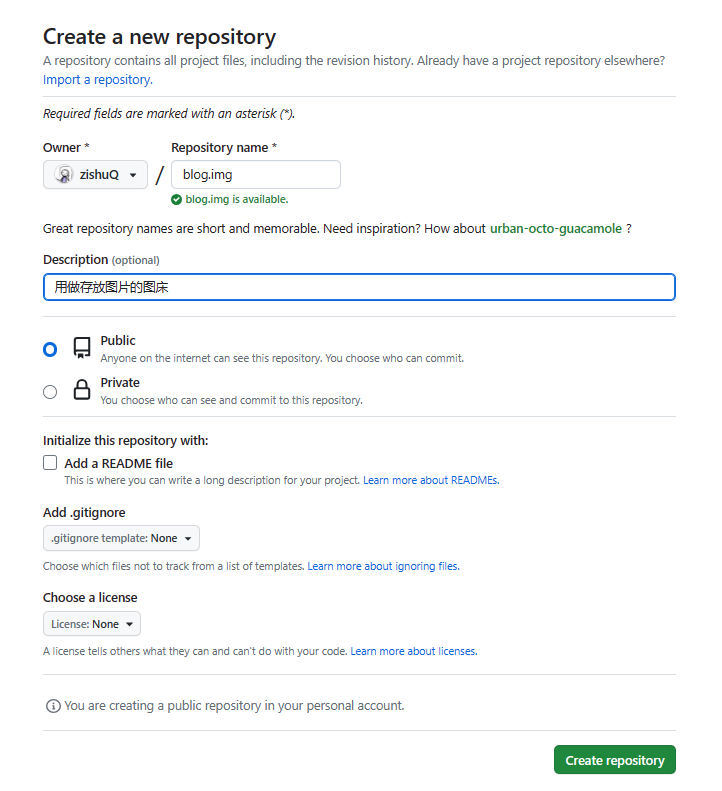 Create a new repository
A repository contains all project files, including the revision history. Already have a project repository elsewhere?
Import a repository.
Required fields are marked with an asterisk (*).
Owner *
Repository name *
zishuQ
/
blog.img
blog.img is available.
Great repository names are short and memorable. Need inspiration? How about urban-octo-guacamole ?
Description (optional)
用做存放图片的图床
Public
Anyone on the internet can see this repository. You choose who can commit.
Private
You choose who can see and commit to this repository.
Initialize this repository with:
Add a README file
This is where you can write a long description for your project. Learn more about READMEs.
Add .gitignore
.gitignore template: None
Choose which files not to track from a list of templates. Learn more about ignoring files.
Choose a license
License: None
A license tells others what they can and can't do with your code. Learn more about licenses.
You are creating a public repository in your personal account.
Create repository